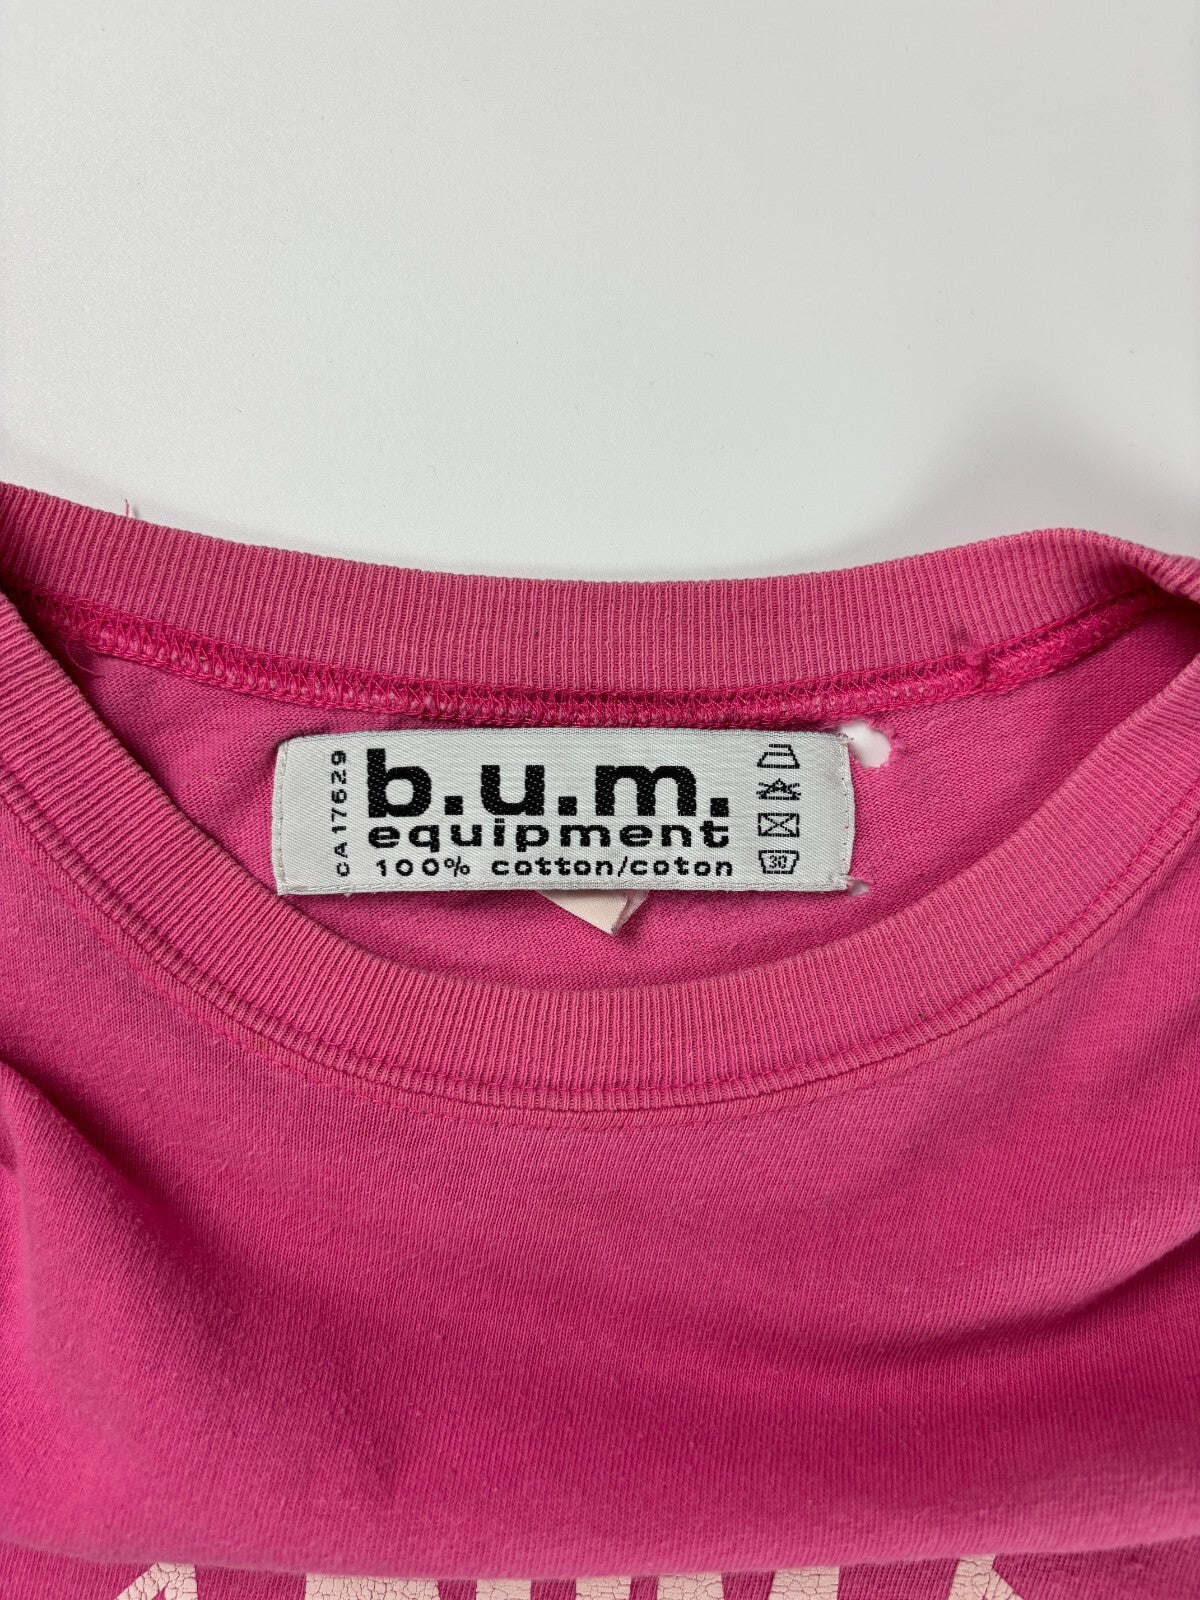 CA17629
b.u.m.
equipment
100% cotton/coton
30